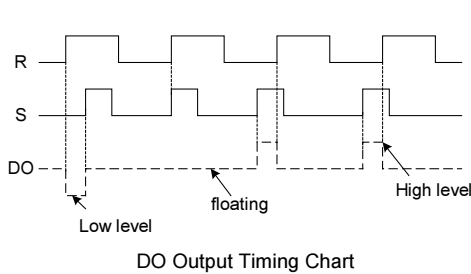 R
S
DO
High level
floating
Low level
DO Output Timing Chart